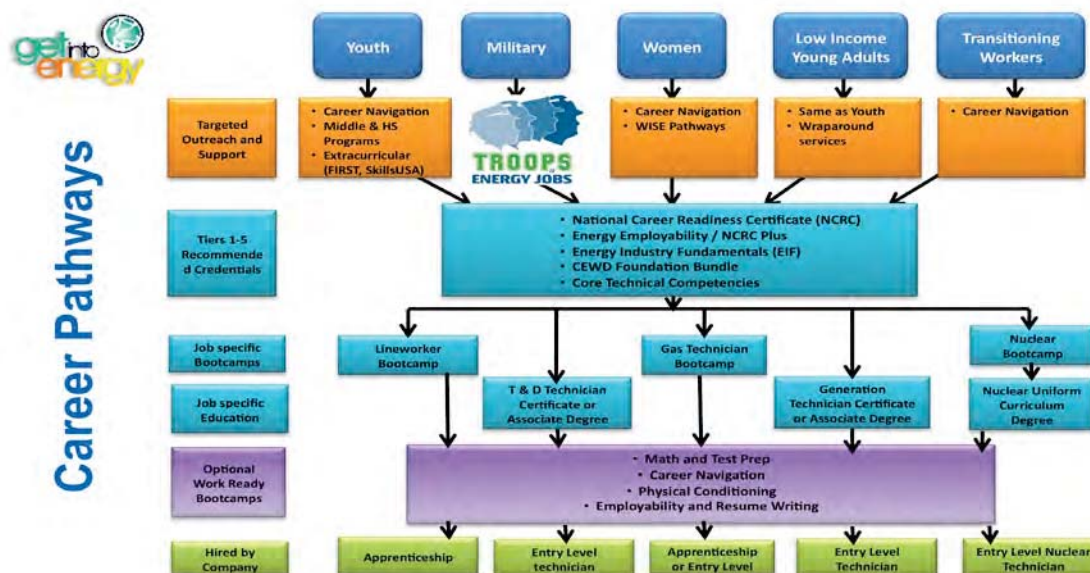 get into
energy
Career Pathways
Youth
Military
Women
Low Income
Young Adults
Transitioning
Workers
Targeted
Outreach and
Support
• Career Navigation
• Middle & HS
Programs
• Extracurricular
(FIRST, SkillsUSA)
TROOPS
TO
ENERGY JOBS
• Career Navigation
• WISE Pathways
• Same as Youth
• Wraparound
services
• Career Navigation
Tiers 1-5
Recommende
d Credentials
• National Career Readiness Certificate (NCRC)
• Energy Employability / NCRC Plus
• Energy Industry Fundamentals (EIF)
• CEWD Foundation Bundle
• Core Technical Competencies
Job specific
Bootcamps
Lineworker
Bootcamp
Gas Technician
Bootcamp
Nuclear
Bootcamp
Job specific
Education
T & D Technician
Certificate or
Associate Degree
Generation
Technician Certificate
or Associate Degree
Nuclear Uniform
Curriculum
Degree
Optional
Work Ready
Bootcamps
• Math and Test Prep
• Career Navigation
• Physical Conditioning
• Employability and Resume Writing
Hired by
Company
Apprenticeship
Entry Level
technician
Apprenticeship
or Entry Level
Entry Level
Technician
Entry Level Nuclear
Technician